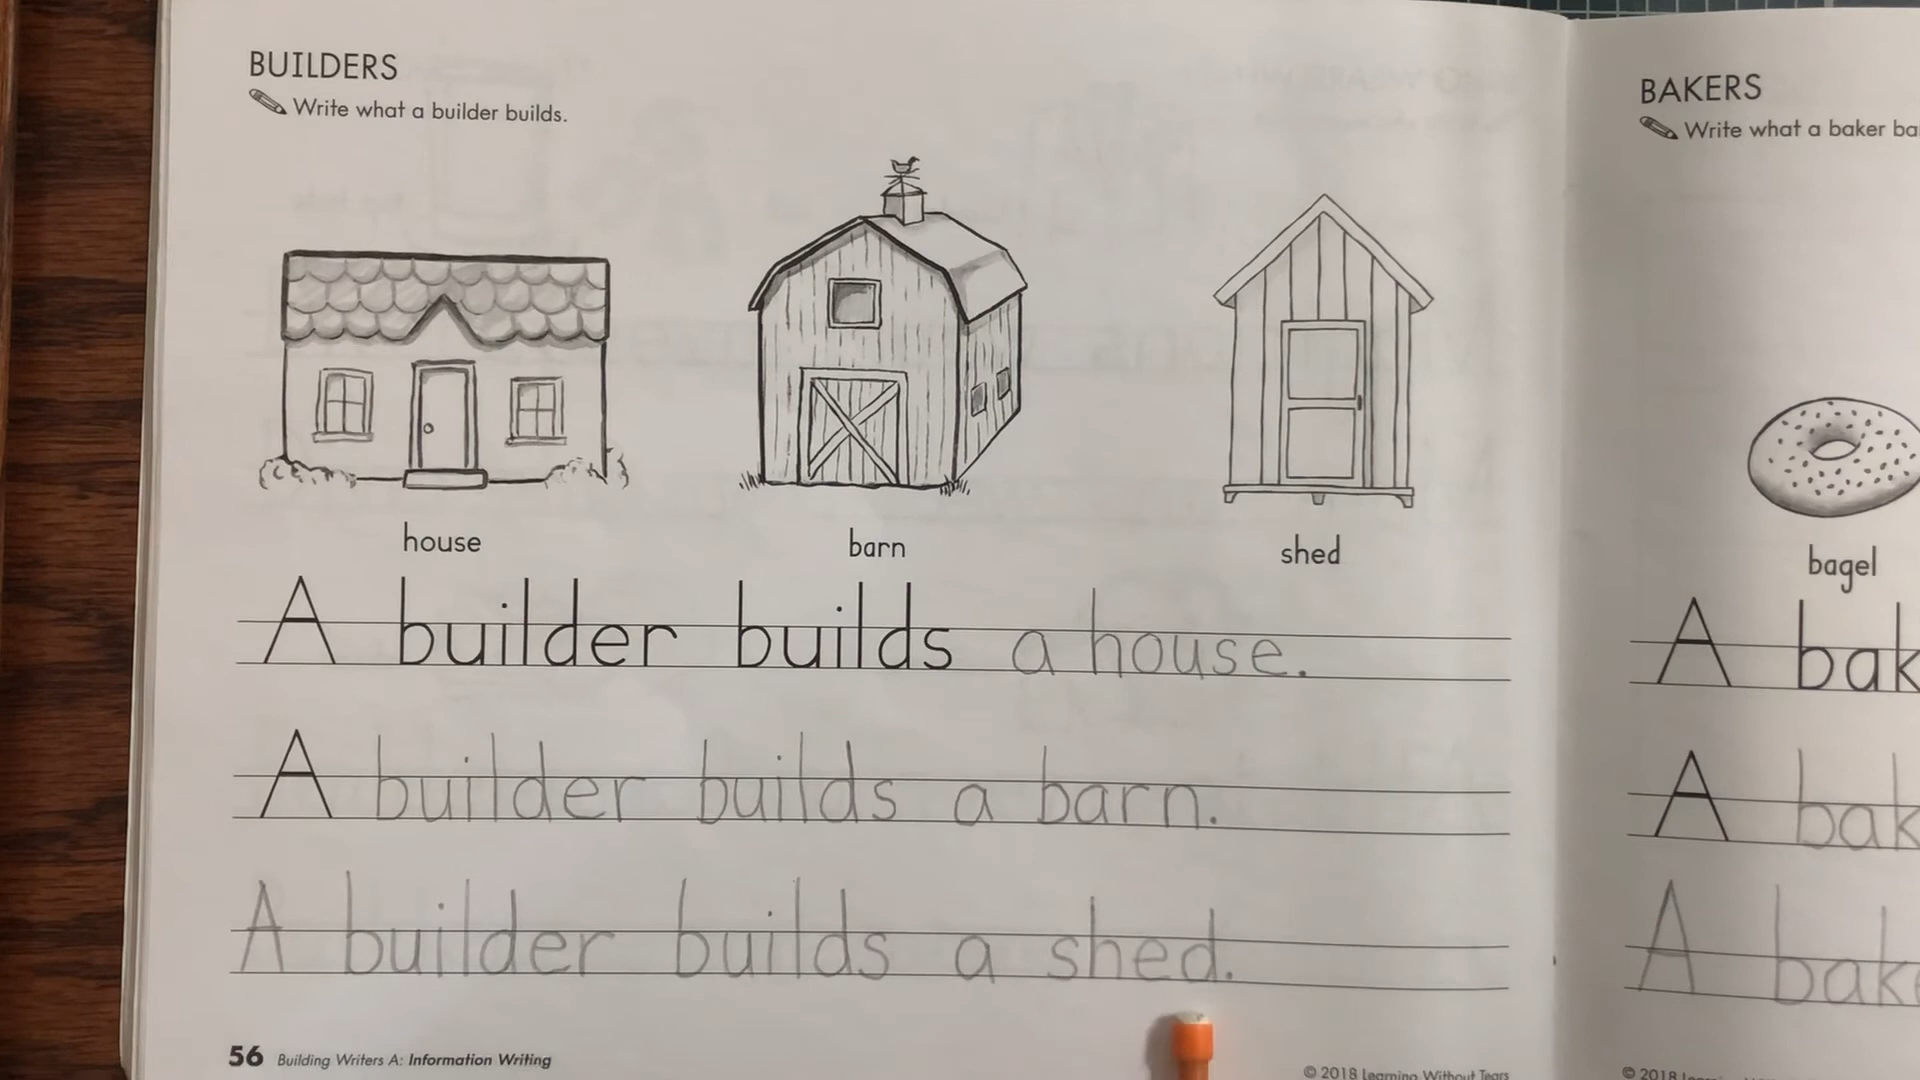 BUILDERS
Write what a builder builds.
house
barn
shed
A builder builds a house.
A builder builds a barn.
A builder builds a shed.
56 Building Writers A: Information Writing
© 2018 Learning Without Tears
BAKERS
Write what a baker ba
bagel
A bak
A bak
A bake
© 2018